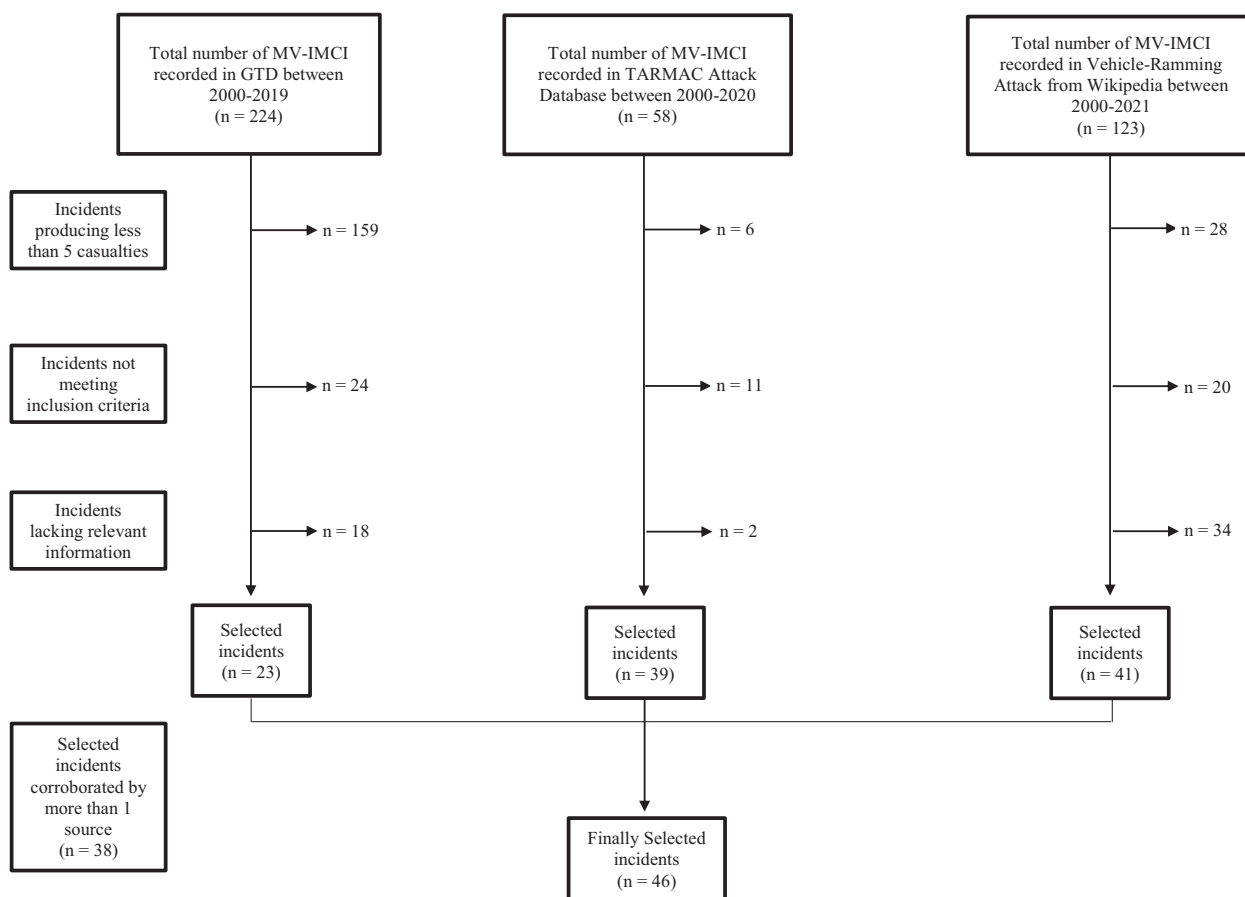 Total number of MV-IMCI
recorded in GTD between
2000-2019
(n = 224)
Total number of MV-IMCI
recorded in TARMAC Attack
Database between 2000-2020
(n = 58)
Total number of MV-IMCI
recorded in Vehicle-Ramming
Attack from Wikipedia between
2000-2021
(n = 123)
Incidents
producing less
than 5 casualties
n = 159
n = 6
n = 28
Incidents not
meeting
inclusion criteria
n = 24
n = 11
n = 20
Incidents
lacking relevant
information
n = 18
n = 2
n = 34
Selected
incidents
(n = 23)
Selected
incidents
(n = 39)
Selected
incidents
(n = 41)
Selected
incidents
corroborated by
more than 1
source
(n = 38)
Finally Selected
incidents
(n = 46)